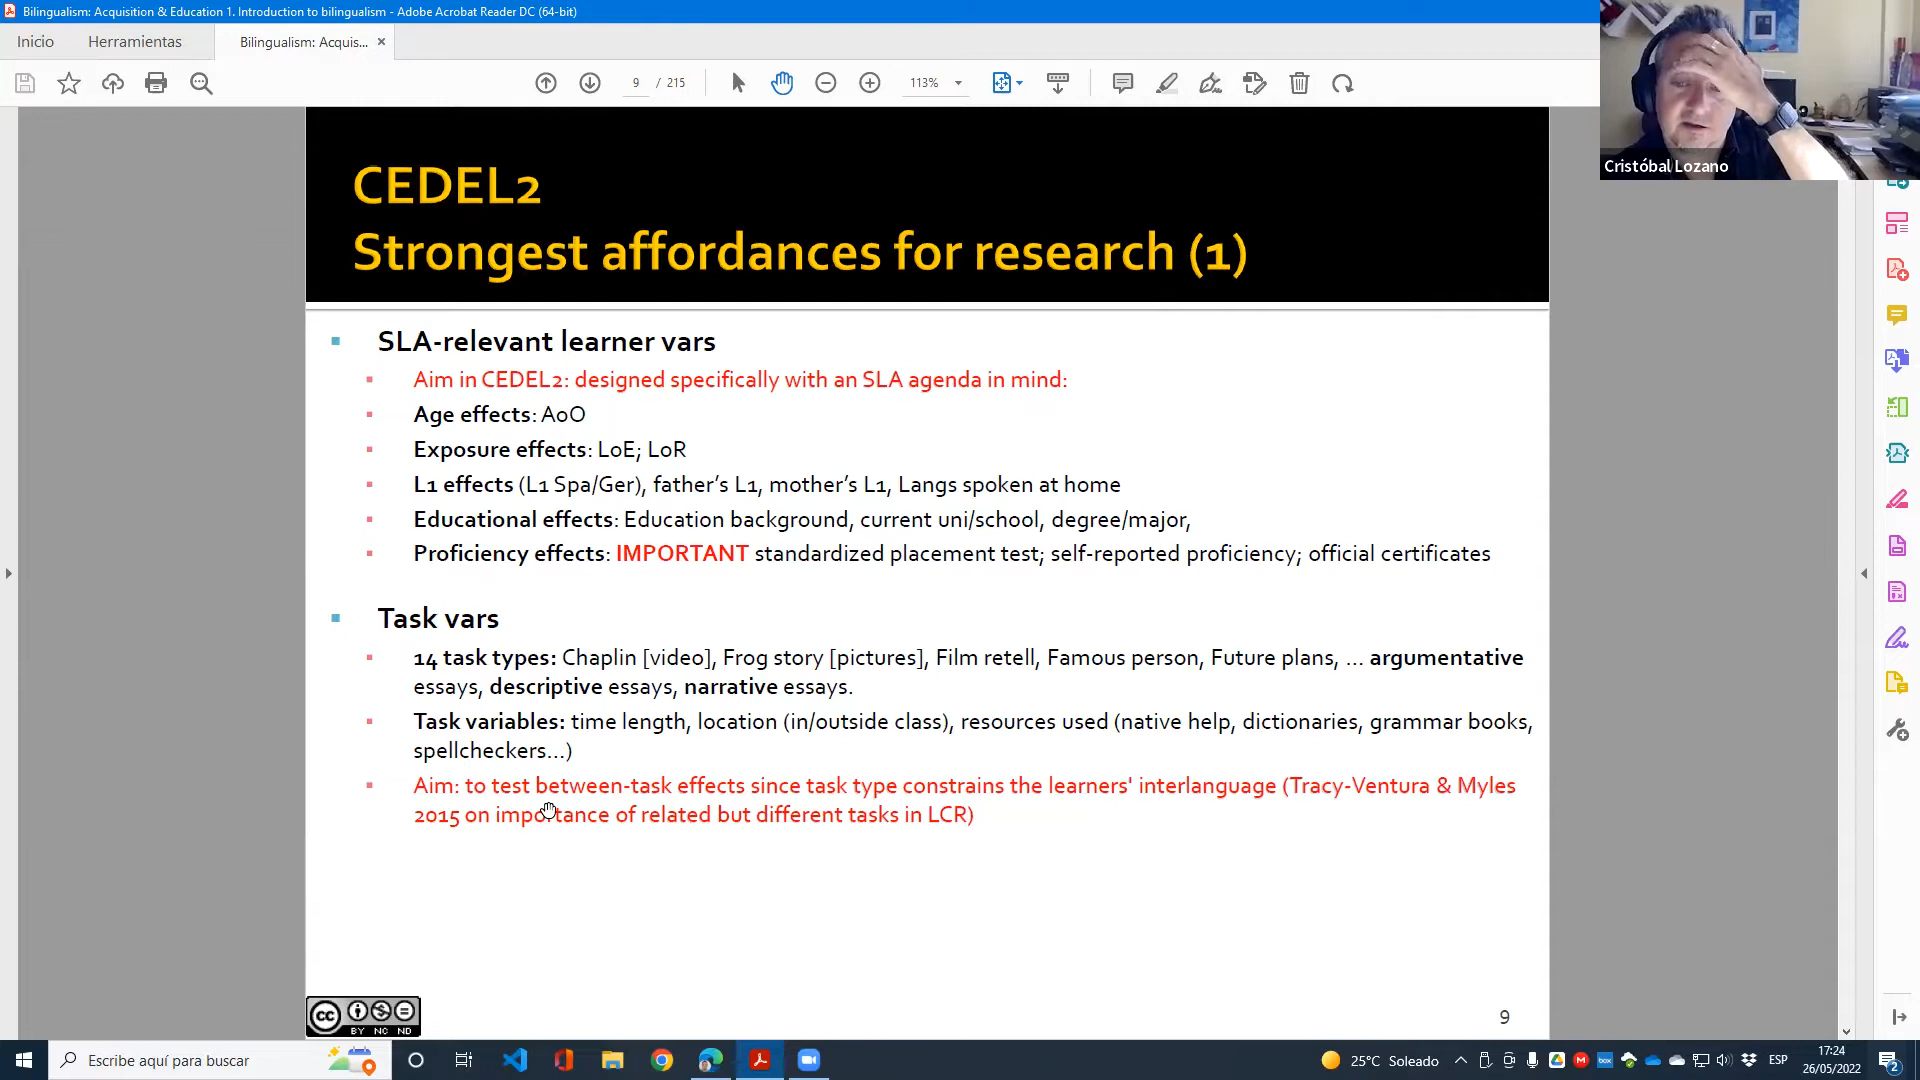 Bilingualism: Acquisition & Education 1. Introduction to bilingualism - Adobe Acrobat Reader DC (64-bit)
Inicio
Herramientas
Bilingualism: Acquis...
9 / 215
113%
Cristóbal Lozano
CEDEL2
Strongest affordances for research (1)
SLA-relevant learner vars
Aim in CEDEL2: designed specifically with an SLA agenda in mind:
Age effects: AoO
Exposure effects: LoE; LoR
L1 effects (L1 Spa/Ger), father's L1, mother's L1, Langs spoken at home
Educational effects: Education background, current uni/school, degree/major,
Proficiency effects: IMPORTANT standardized placement test; self-reported proficiency; official certificates
Task vars
14 task types: Chaplin [video], Frog story [pictures], Film retell, Famous person, Future plans, ... argumentative
essays, descriptive essays, narrative essays.
Task variables: time length, location (in/outside class), resources used (native help, dictionaries, grammar books,
spellcheckers...)
Aim: to test between-task effects since task type constrains the learners' interlanguage (Tracy-Ventura & Myles
2015 on importance of related but different tasks in LCR)
cc
BY NC ND
9
Escribe aquí para buscar
25°C Soleado
ESP
17:24
26/05/2022
2